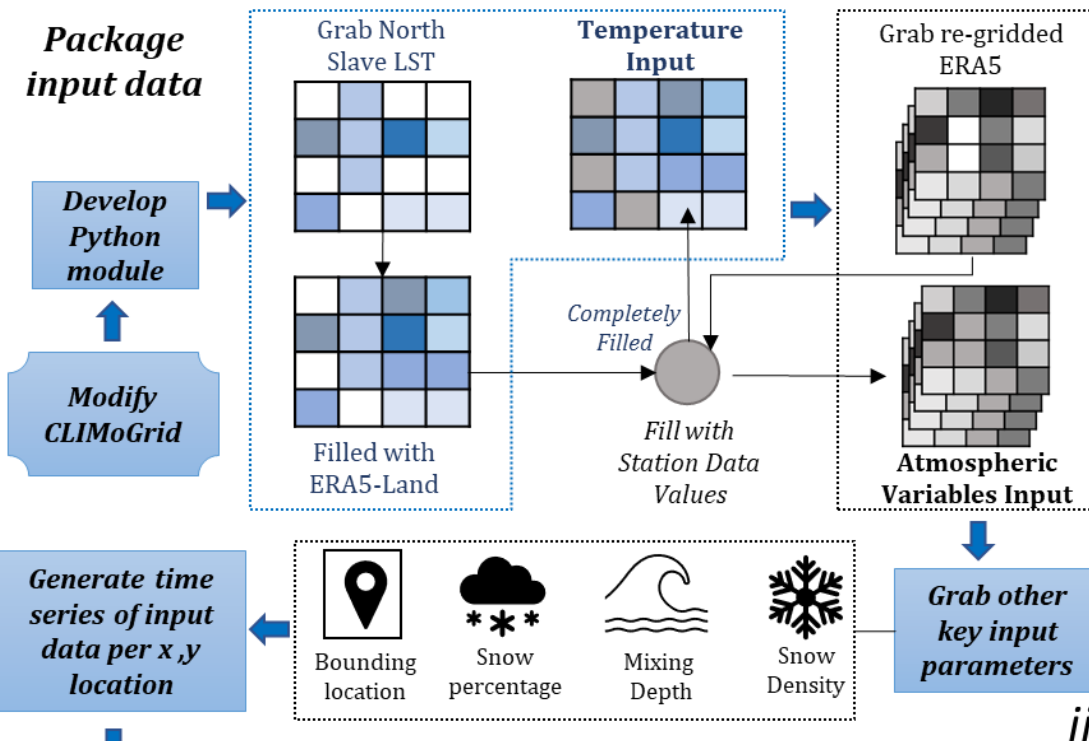 Package
input data
Grab North
Slave LST
Temperature
Input
Grab re-gridded
ERA5
Develop
Python
module
Modify
CLIMoGrid
Completely
Filled
Filled with
ERA5-Land
Fill with
Station Data
Values
Atmospheric
Variables Input
Generate time
series of input
data per x ,y
location
Bounding
location
Snow
percentage
Mixing
Depth
Snow
Density
Grab other
key input
parameters